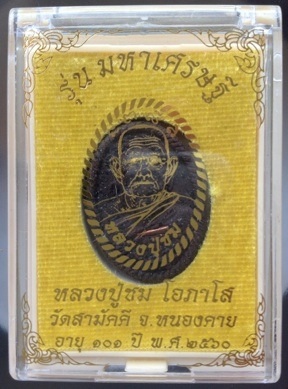 รุ่น มหาเศรษฐี
หลวงปู่ชม
หลวงปู่ชม โอภาโส
วัดสามัคคี จ.หนองคาย
อายุ ๑๐๑ ปี พ.ศ.๒๕๖๐